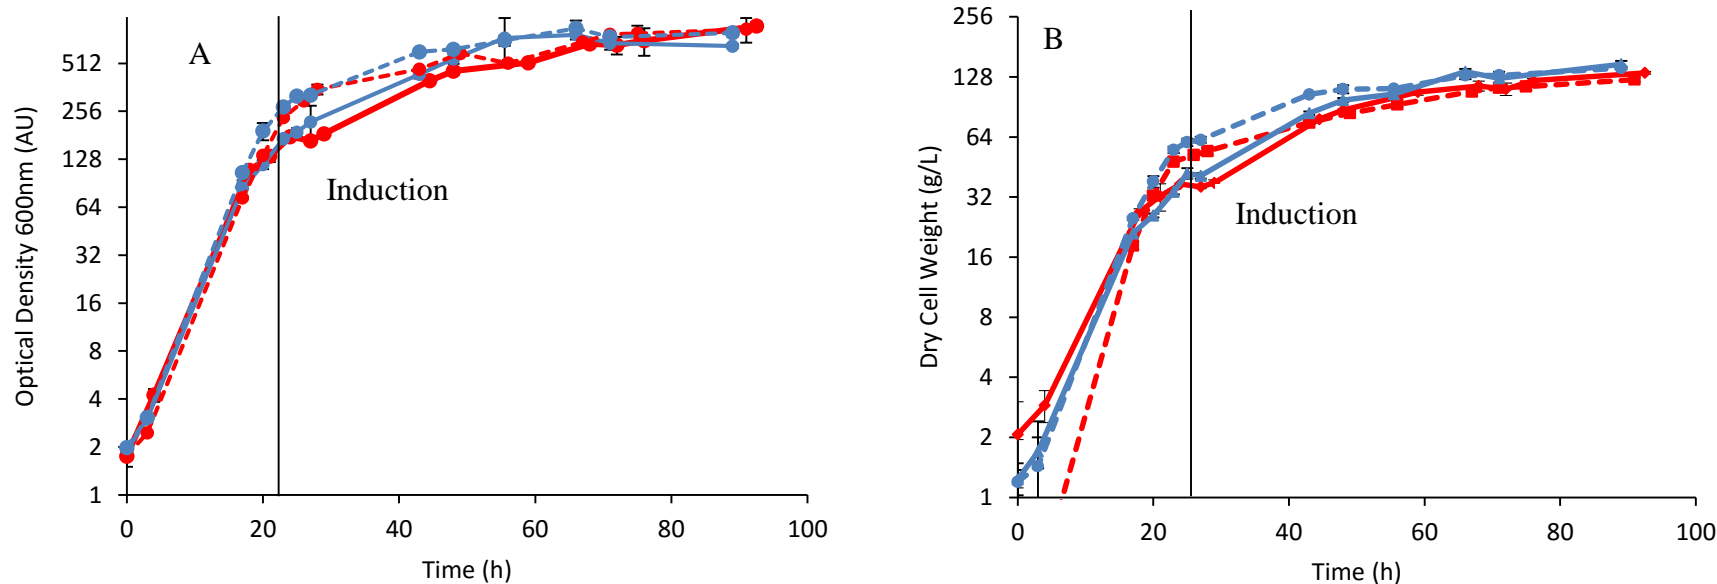 A
512
256
128
64
32
16
8
4
2
1
Optical Density 600nm (AU)
Induction
0 20 40 60 80 100
Time (h)
B
256
128
64
32
16
8
4
2
1
Dry Cell Weight (g/L)
Induction
0 20 40 60 80 100
Time (h)